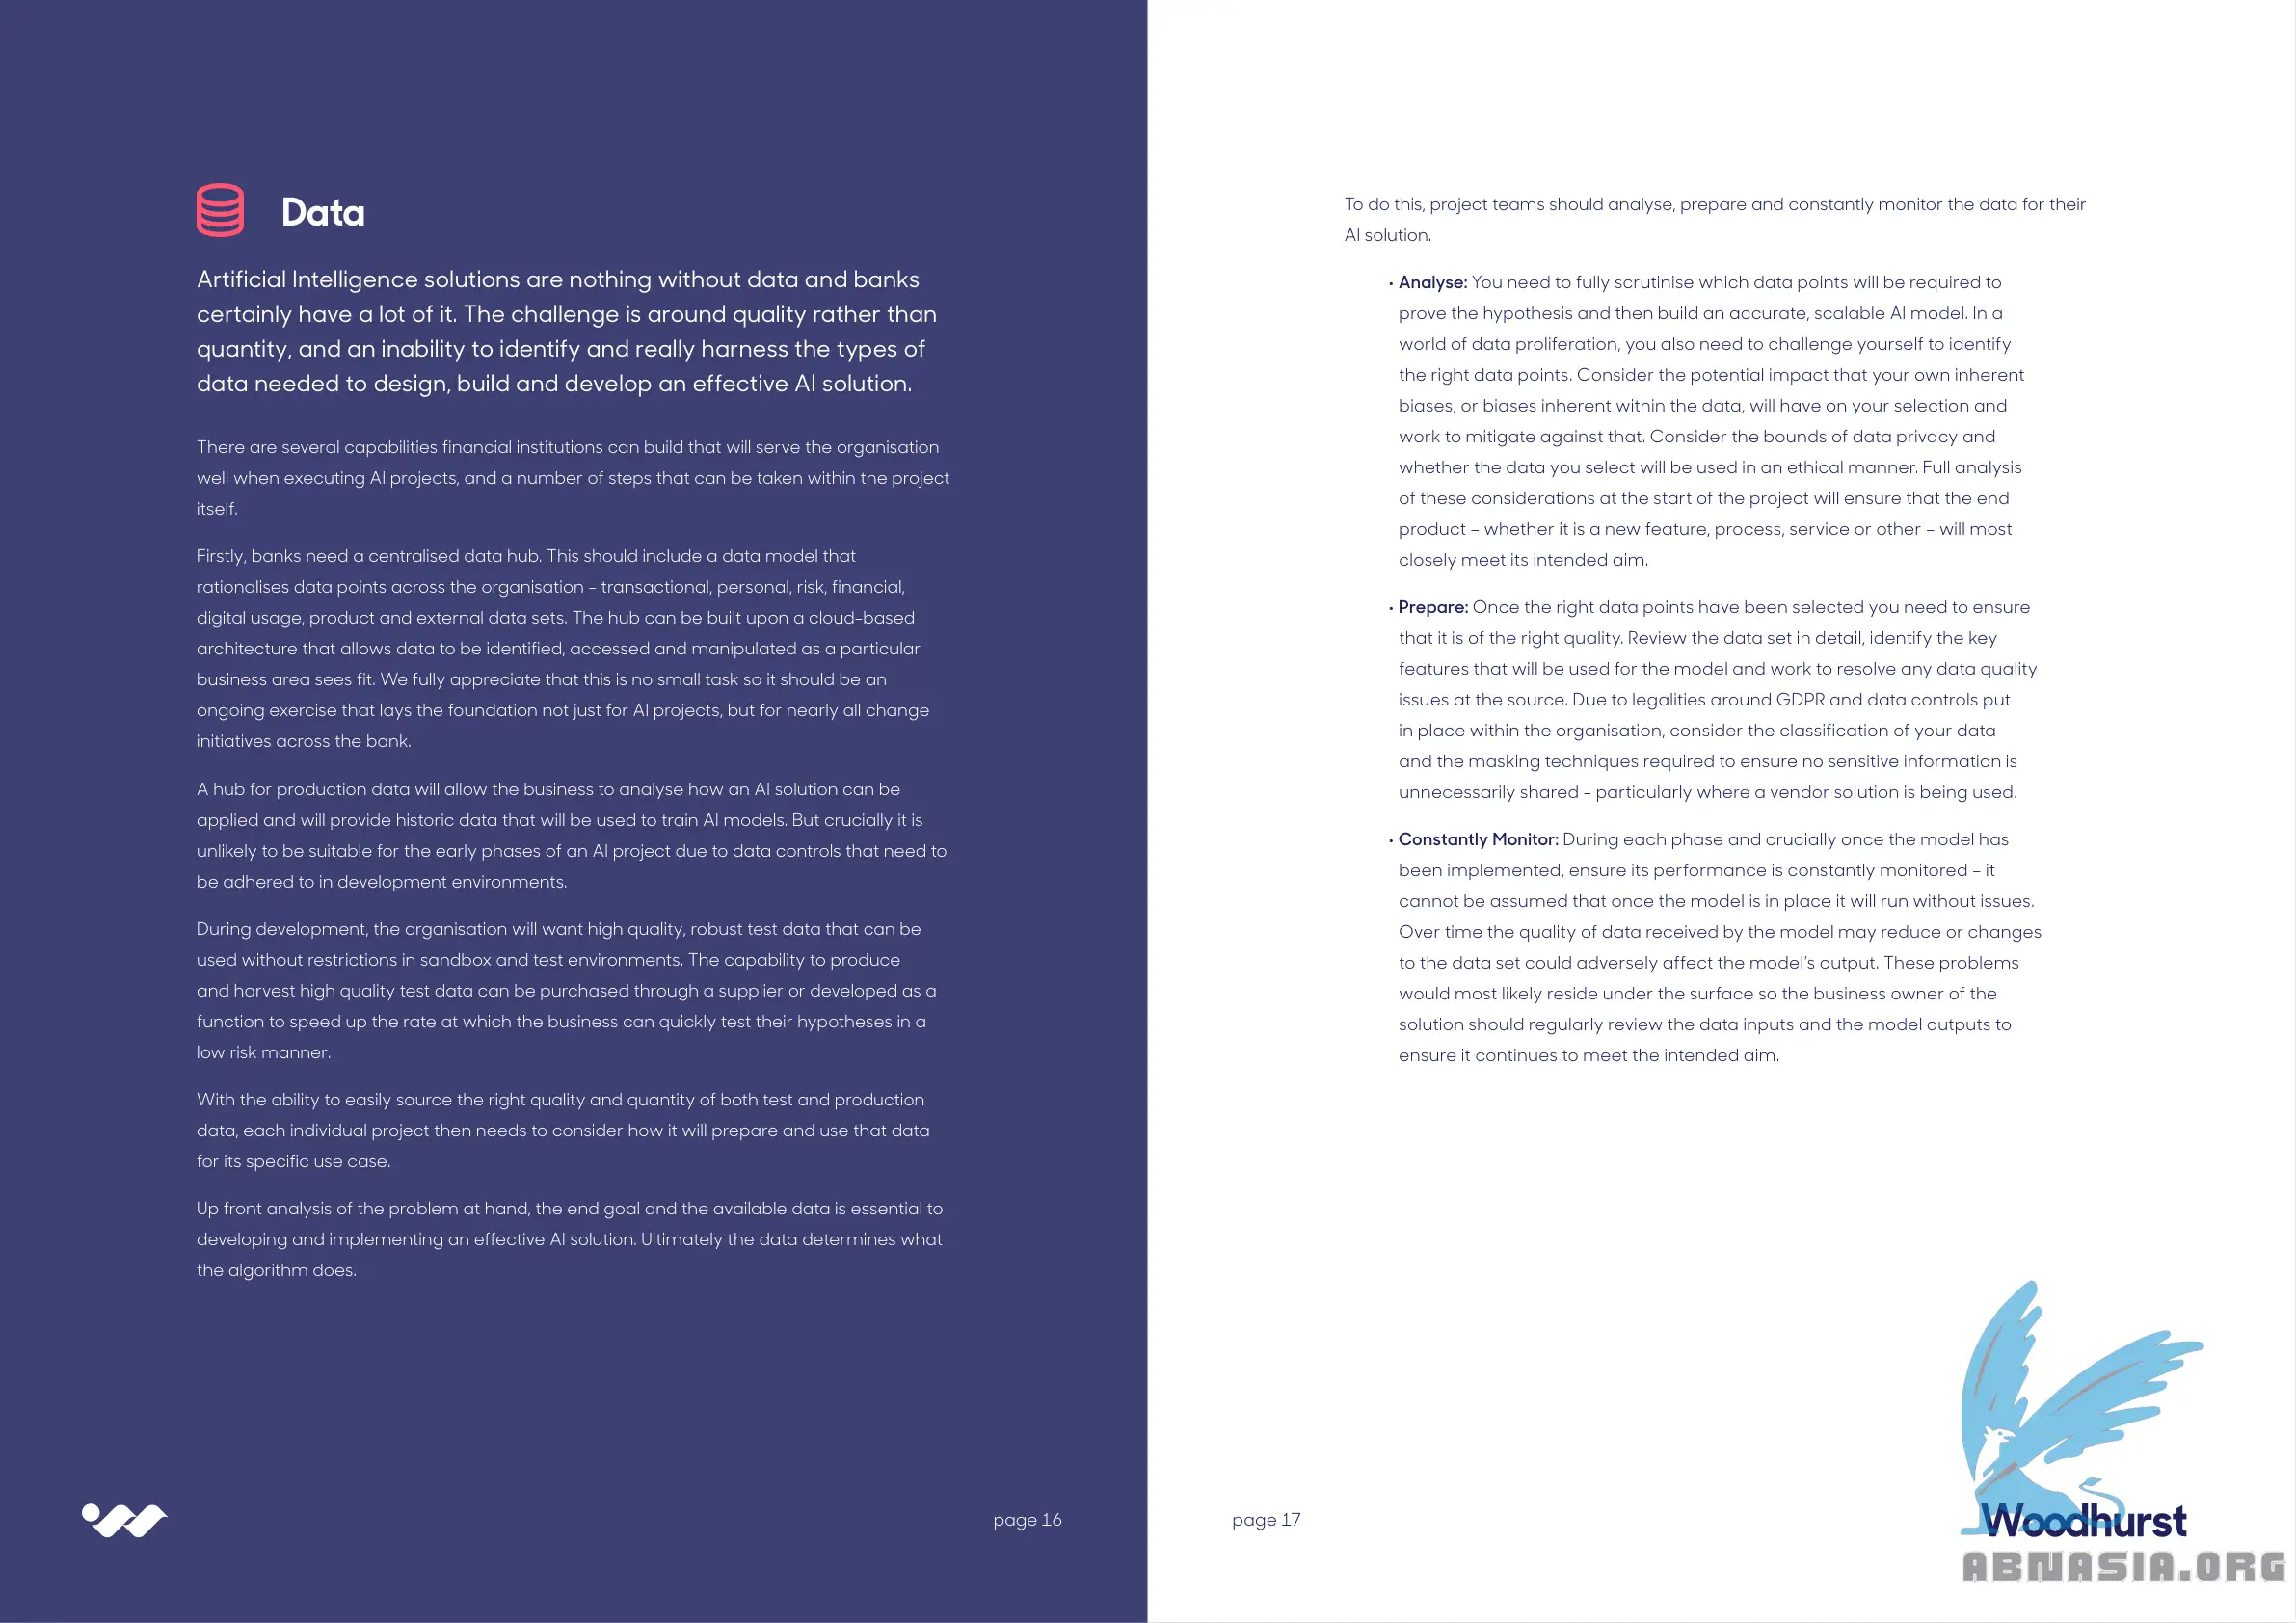 Data
Artificial Intelligence solutions are nothing without data and banks
certainly have a lot of it. The challenge is around quality rather than
quantity, and an inability to identify and really harness the types of
data needed to design, build and develop an effective AI solution.
There are several capabilities financial institutions can build that will serve the organisation
well when executing AI projects, and a number of steps that can be taken within the project
itself.
Firstly, banks need a centralised data hub. This should include a data model that
rationalises data points across the organisation - transactional, personal, risk, financial,
digital usage, product and external data sets. The hub can be built upon a cloud-based
architecture that allows data to be identified, accessed and manipulated as a particular
business area sees fit. We fully appreciate that this is no small task so it should be an
ongoing exercise that lays the foundation not just for AI projects, but for nearly all change
initiatives across the bank.
A hub for production data will allow the business to analyse how an AI solution can be
applied and will provide historic data that will be used to train AI models. But crucially it is
unlikely to be suitable for the early phases of an AI project due to data controls that need to
be adhered to in development environments.
During development, the organisation will want high quality, robust test data that can be
used without restrictions in sandbox and test environments. The capability to produce
and harvest high quality test data can be purchased through a supplier or developed as a
function to speed up the rate at which the business can quickly test their hypotheses in a
low risk manner.
With the ability to easily source the right quality and quantity of both test and production
data, each individual project then needs to consider how it will prepare and use that data
for its specific use case.
Up front analysis of the problem at hand, the end goal and the available data is essential to
developing and implementing an effective AI solution. Ultimately the data determines what
the algorithm does.
page 16
To do this, project teams should analyse, prepare and constantly monitor the data for their
AI solution.
• Analyse: You need to fully scrutinise which data points will be required to
prove the hypothesis and then build an accurate, scalable AI model. In a
world of data proliferation, you also need to challenge yourself to identify
the right data points. Consider the potential impact that your own inherent
biases, or biases inherent within the data, will have on your selection and
work to mitigate against that. Consider the bounds of data privacy and
whether the data you select will be used in an ethical manner. Full analysis
of these considerations at the start of the project will ensure that the end
product – whether it is a new feature, process, service or other – will most
closely meet its intended aim.
• Prepare: Once the right data points have been selected you need to ensure
that it is of the right quality. Review the data set in detail, identify the key
features that will be used for the model and work to resolve any data quality
issues at the source. Due to legalities around GDPR and data controls put
in place within the organisation, consider the classification of your data
and the masking techniques required to ensure no sensitive information is
unnecessarily shared - particularly where a vendor solution is being used.
• Constantly Monitor: During each phase and crucially once the model has
been implemented, ensure its performance is constantly monitored – it
cannot be assumed that once the model is in place it will run without issues.
Over time the quality of data received by the model may reduce or changes
to the data set could adversely affect the model's output. These problems
would most likely reside under the surface so the business owner of the
solution should regularly review the data inputs and the model outputs to
ensure it continues to meet the intended aim.
page 17
Woodhurst
ABNASIA.ORG